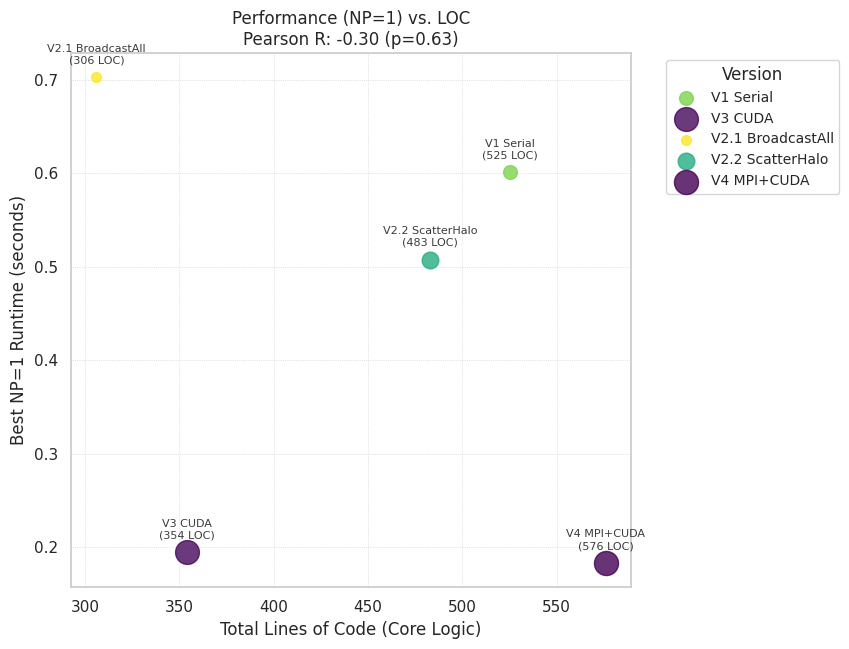 Performance (NP=1) vs. LOC
Pearson R: -0.30 (p=0.63)
V2.1 BroadcastAll
(306 LOC)
V1 Serial
(525 LOC)
V2.2 ScatterHalo
(483 LOC)
V3 CUDA
(354 LOC)
V4 MPI+CUDA
(576 LOC)
Best NP=1 Runtime (seconds)
0.7
0.6
0.5
0.4
0.3
0.2
300 350 400 450 500 550
Total Lines of Code (Core Logic)
Version
V1 Serial
V3 CUDA
V2.1 BroadcastAll
V2.2 ScatterHalo
V4 MPI+CUDA